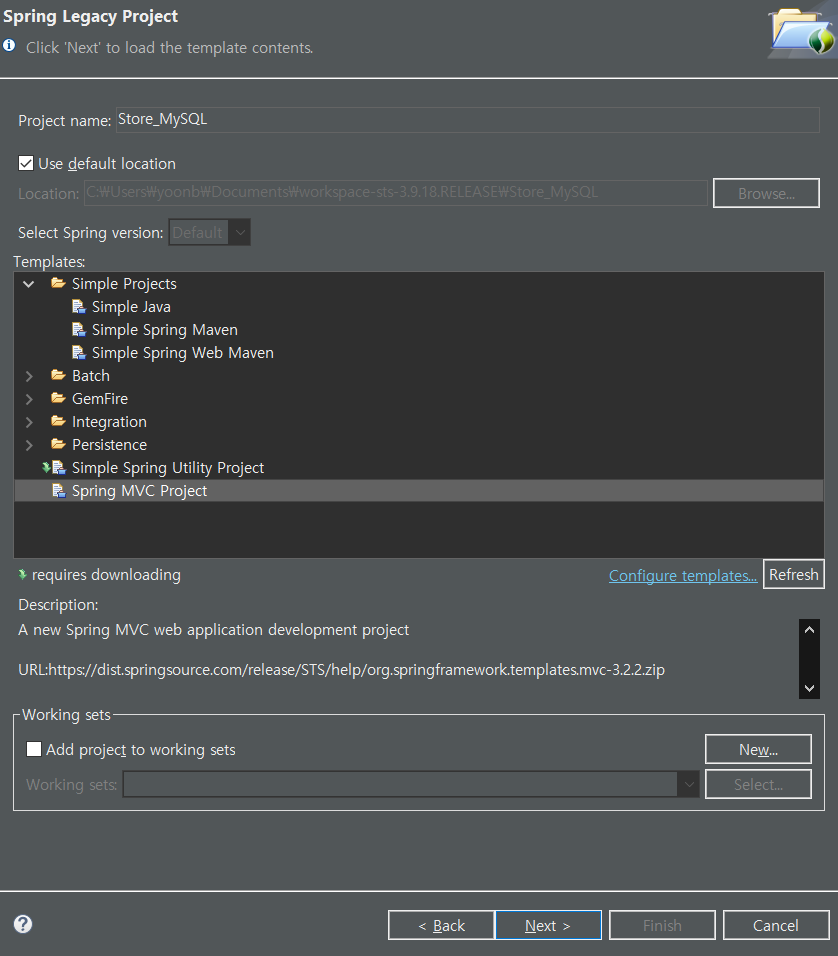 Spring Legacy Project
Click 'Next' to load the template contents.
Project name: Store_MySQL
Use default location
Location: C:₩Users₩yoonb₩Documents₩workspace-sts-3.9.18.RELEASE₩Store_MySQL Browse...
Select Spring version: Default
Templates:
Simple Projects
Simple Java
Simple Spring Maven
Simple Spring Web Maven
Batch
GemFire
Integration
Persistence
Simple Spring Utility Project
Spring MVC Project
requires downloading Configure templates... Refresh
Description:
A new Spring MVC web application development project
URL:https://dist.springsource.com/release/STS/help/org.springframework.templates.mvc-3.2.2.zip
Working sets
Add project to working sets New...
Working sets: Select...
? < Back Next > Finish Cancel